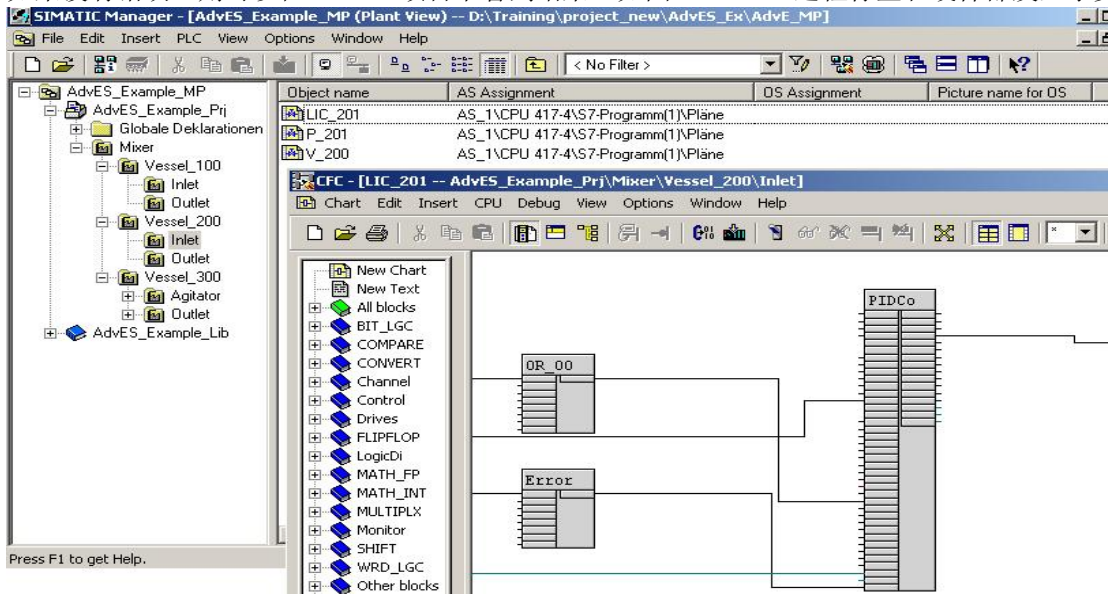 SIMATIC Manager - [AdvES_Example_MP (Plant View) -- D:\Training\project_new\AdvES_Ex\AdvE_MP]
File Edit Insert PLC View Options Window Help
< No Filter >
AdvES_Example_MP
AdvES_Example_Prj
Globale Deklarationen
Mixer
Vessel_100
Inlet
Outlet
Vessel_200
Inlet
Outlet
Vessel_300
Agitator
Outlet
AdvES_Example_Lib
Object name AS Assignment OS Assignment Picture name for OS
LIC_201 AS_1\CPU 417-4\S7-Programm(1)\Pläne
P_201 AS_1\CPU 417-4\S7-Programm(1)\Pläne
V_200 AS_1\CPU 417-4\S7-Programm(1)\Pläne
CFC - [LIC_201 -- AdvES_Example_Prj\Mixer\Vessel_200\Inlet]
Chart Edit Insert CPU Debug View Options Window Help
New Chart
New Text
All blocks
BIT_LGC
COMPARE
CONVERT
Channel
Control
Drives
FLIPFLOP
LogicDi
MATH_FP
MATH_INT
MULTIPLX
Monitor
SHIFT
WRD_LGC
Other blocks
OR_00
Error
PIDCo
Press F1 to get Help.